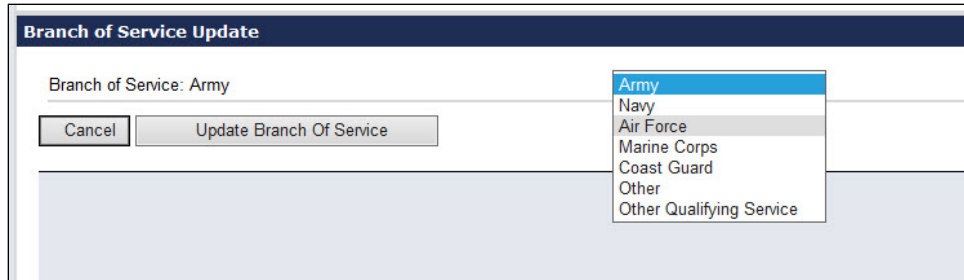 Branch of Service Update
Branch of Service: Army
Army
Navy
Air Force
Marine Corps
Coast Guard
Other
Other Qualifying Service
Cancel
Update Branch Of Service